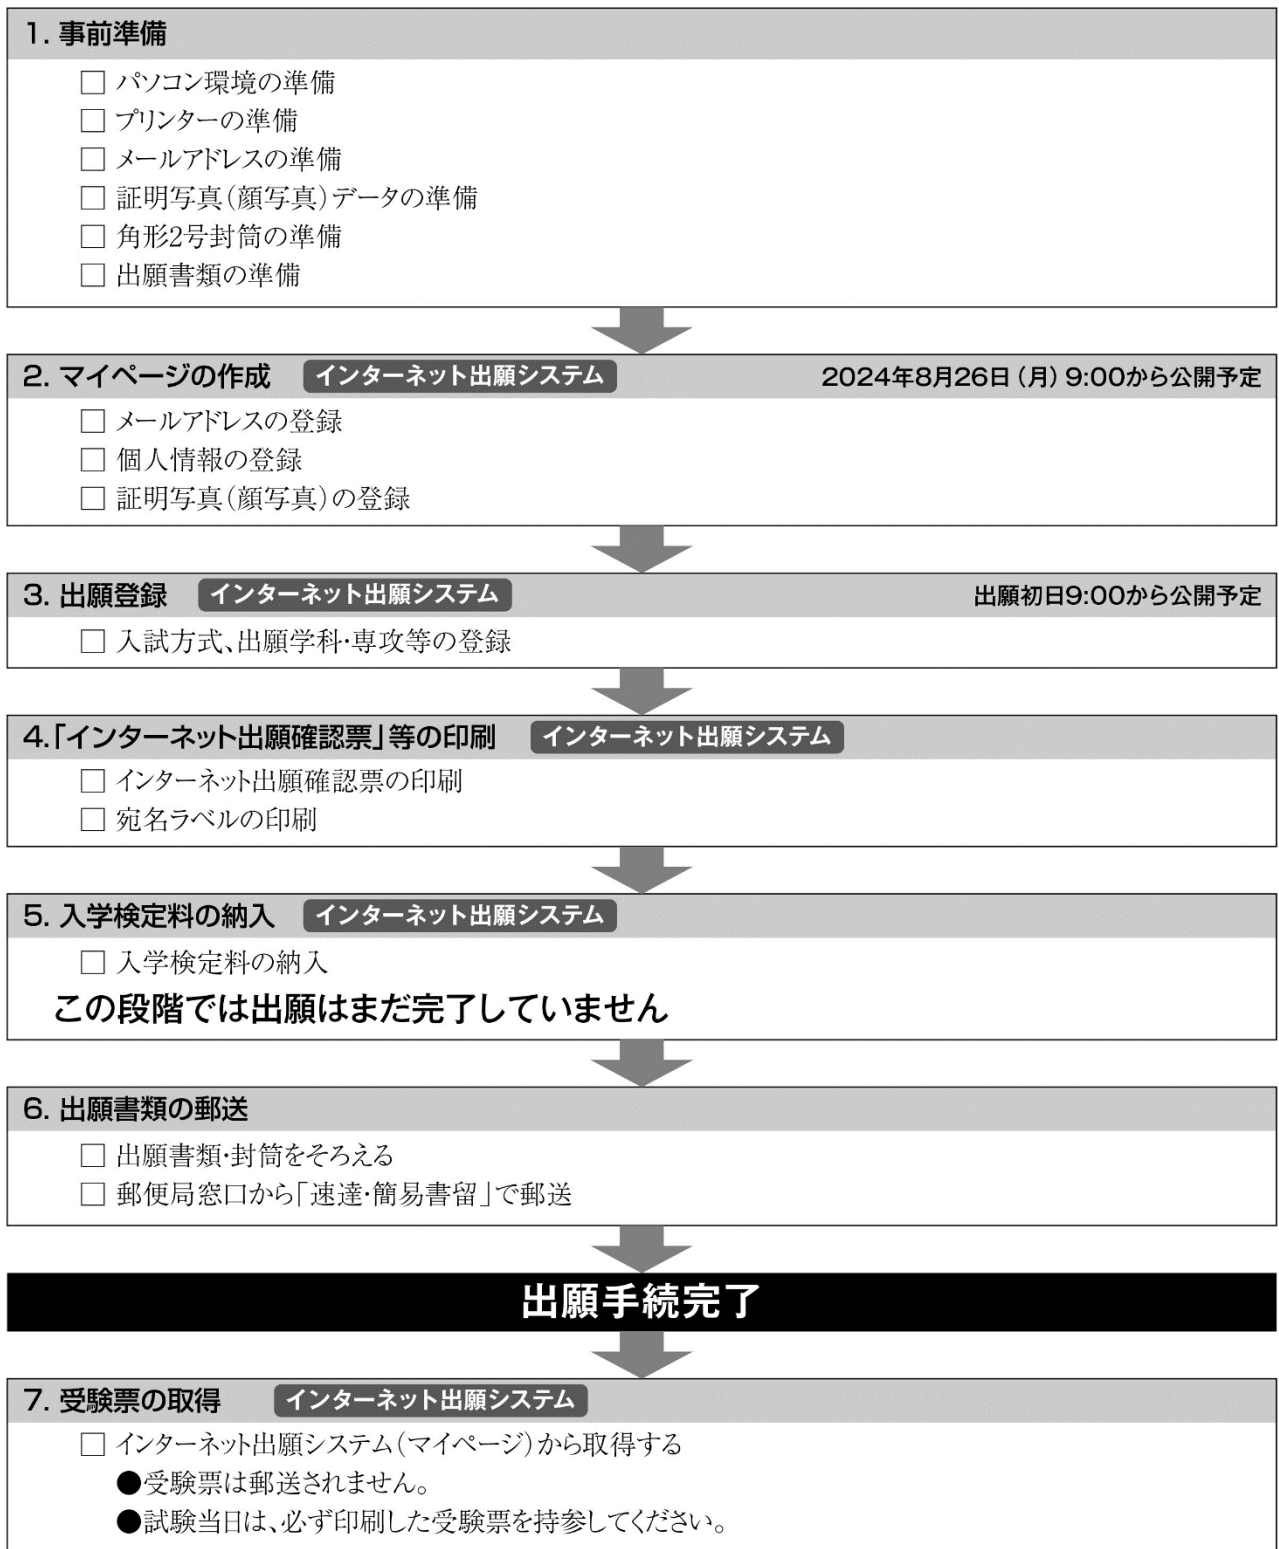 1. 事前準備
□ パソコン環境の準備
□ プリンターの準備
□ メールアドレスの準備
□ 証明写真（顔写真）データの準備
□ 角形2号封筒の準備
□ 出願書類の準備
2. マイページの作成 インターネット出願システム 2024年8月26日（月）9:00から公開予定
□ メールアドレスの登録
□ 個人情報の登録
□ 証明写真（顔写真）の登録
3. 出願登録 インターネット出願システム 出願初日9:00から公開予定
□ 入試方式、出願学科・専攻等の登録
4.「インターネット出願確認票」等の印刷 インターネット出願システム
□ インターネット出願確認票の印刷
□ 宛名ラベルの印刷
5. 入学検定料の納入 インターネット出願システム
□ 入学検定料の納入
この段階では出願はまだ完了していません
6. 出願書類の郵送
□ 出願書類・封筒をそろえる
□ 郵便局窓口から「速達・簡易書留」で郵送
出願手続完了
7. 受験票の取得 インターネット出願システム
□ インターネット出願システム（マイページ）から取得する
●受験票は郵送されません。
●試験当日は、必ず印刷した受験票を持参してください。